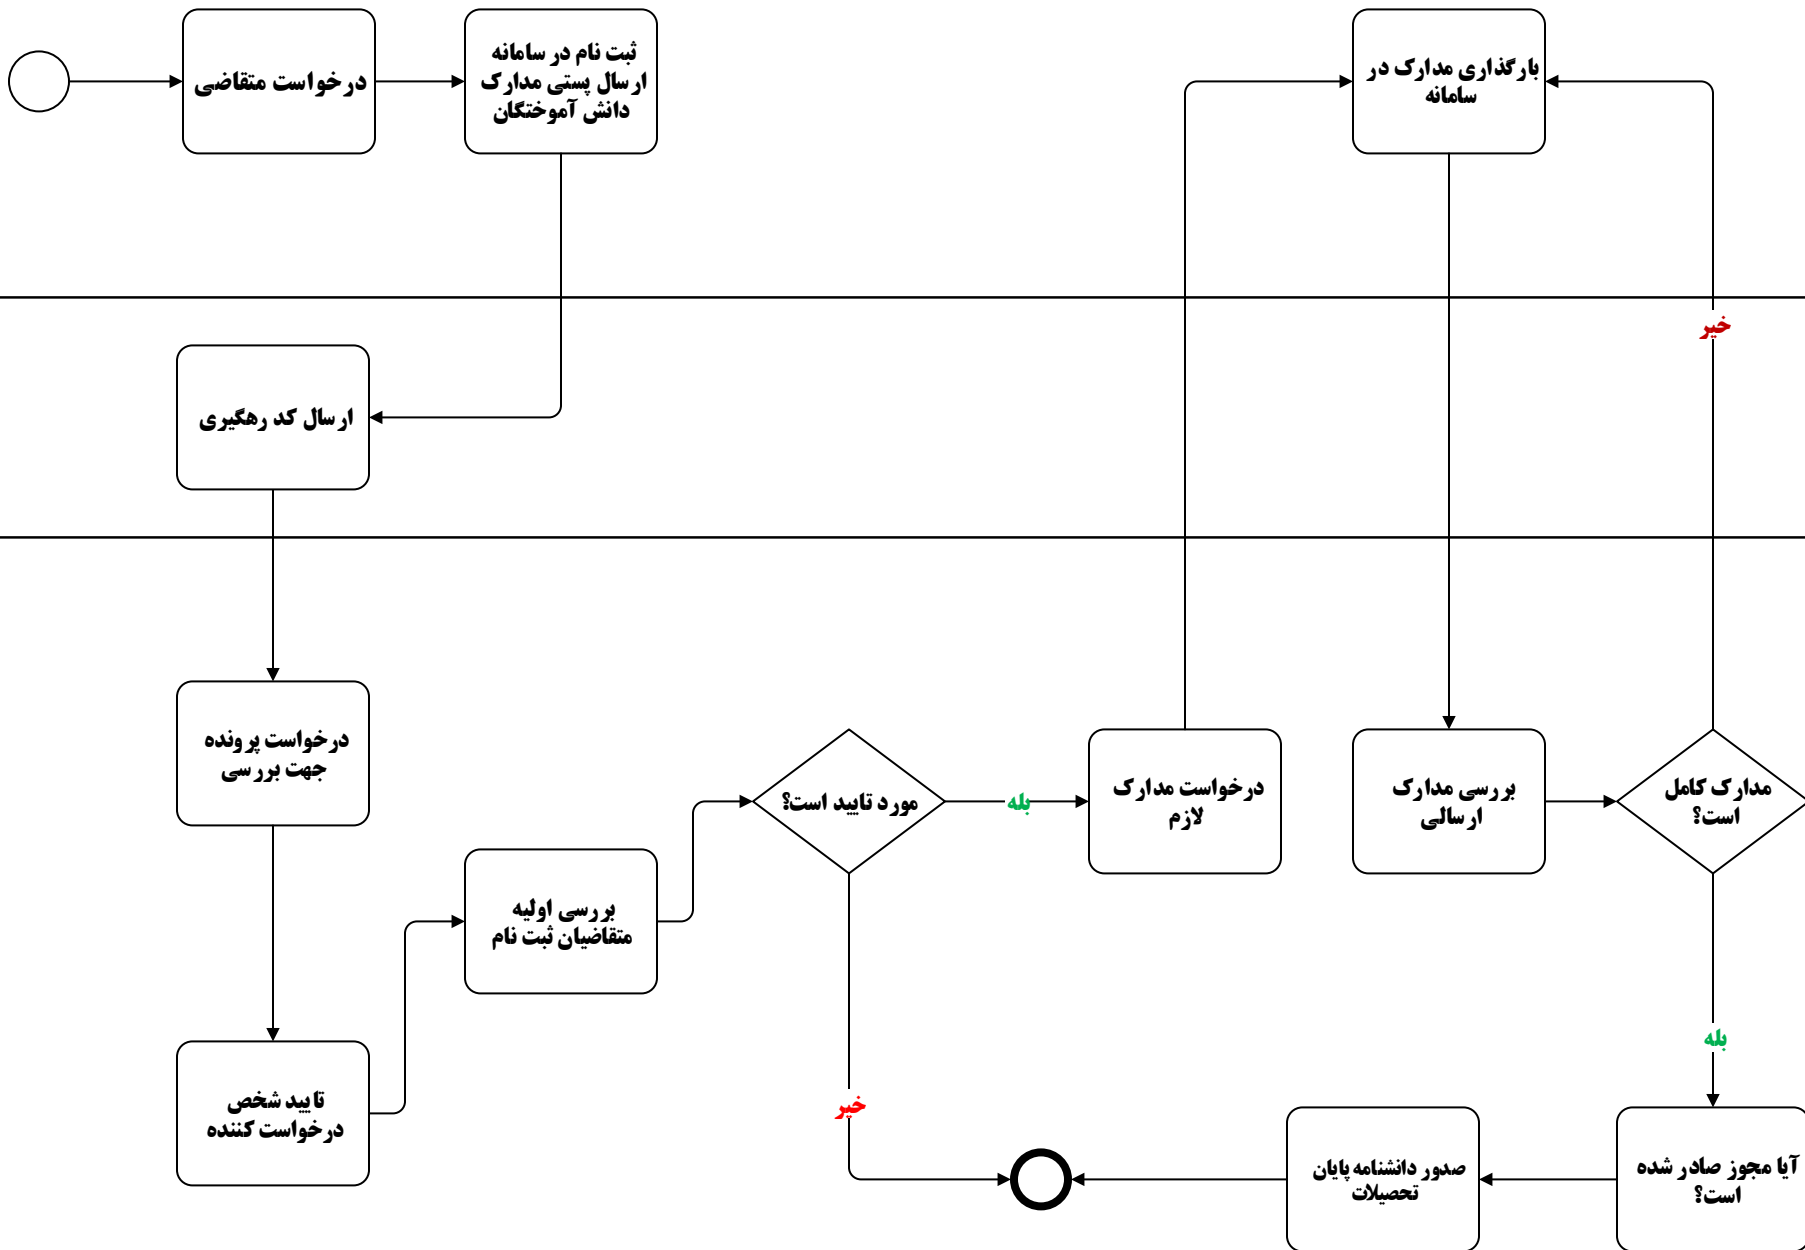 درخواست متقاضی
ثبت نام در سامانه
ارسال پستی مدارک
دانش آموختگان
بارگذاری مدارک در
سامانه
خیر
ارسال کد رهگیری
درخواست پرونده
جهت بررسی
تایید شخص
درخواست کننده
بررسی اولیه
متقاضیان ثبت نام
مورد تایید است؟
بله
خیر
درخواست مدارک
لازم
بررسی مدارک
ارسالی
مدارک کامل
است؟
بله
آیا مجوز صادر شده
است؟
صدور دانشنامه پایان
تحصیلات